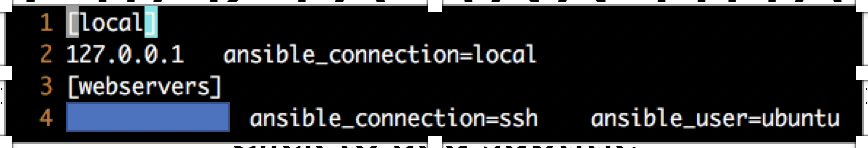 1 [local]
2 127.0.0.1 ansible_connection=local
3 [webservers]
4 ansible_connection=ssh ansible_user=ubuntu